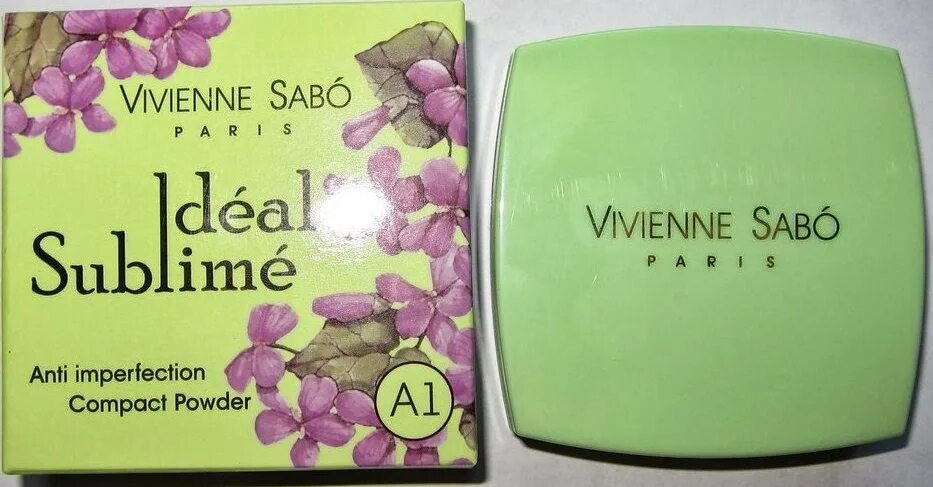 VIVIENNE SABÓ
PARIS
Idéal
Sublimé
Anti imperfection
Compact Powder
A1
VIVIENNE SABÓ
PARIS